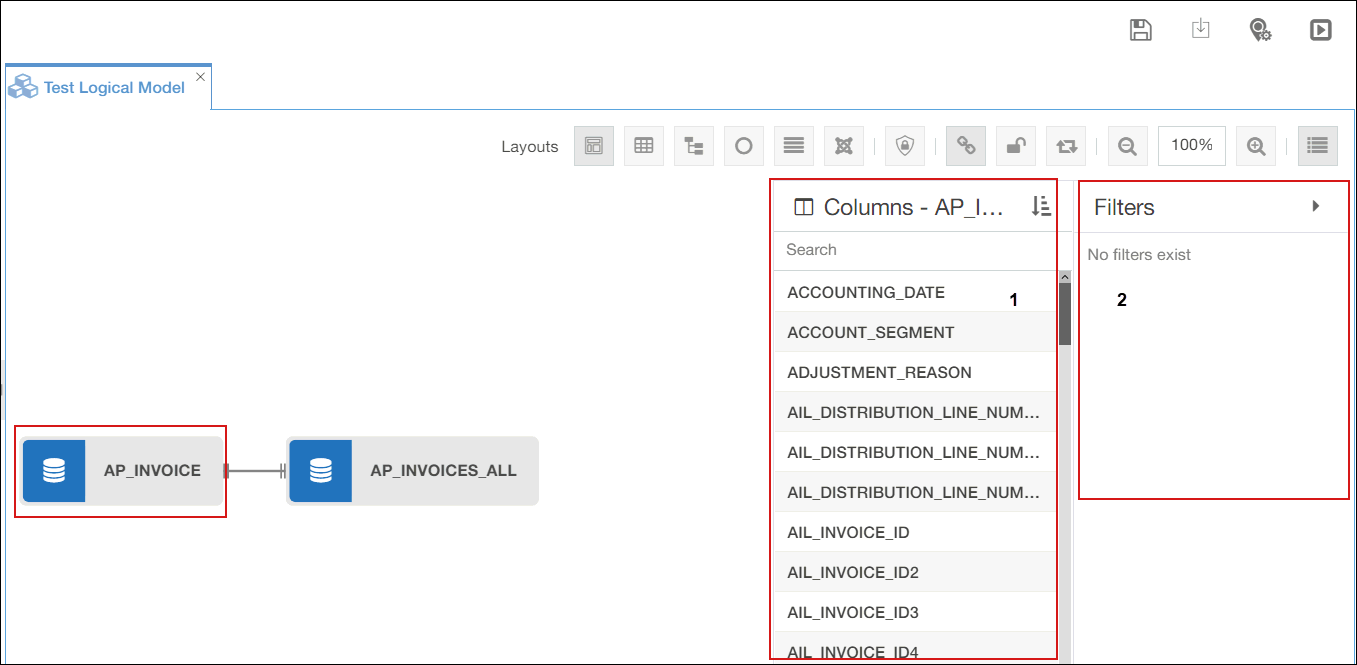 Test Logical Model
Layouts
100%
Columns - AP_I...
Filters
Search
No filters exist
ACCOUNTING_DATE
1
2
ACCOUNT_SEGMENT
ADJUSTMENT_REASON
AIL_DISTRIBUTION_LINE_NUM...
AIL_DISTRIBUTION_LINE_NUM...
AIL_DISTRIBUTION_LINE_NUM...
AIL_INVOICE_ID
AIL_INVOICE_ID2
AIL_INVOICE_ID3
AIL_INVOICE_ID4
AP_INVOICE
AP_INVOICES_ALL